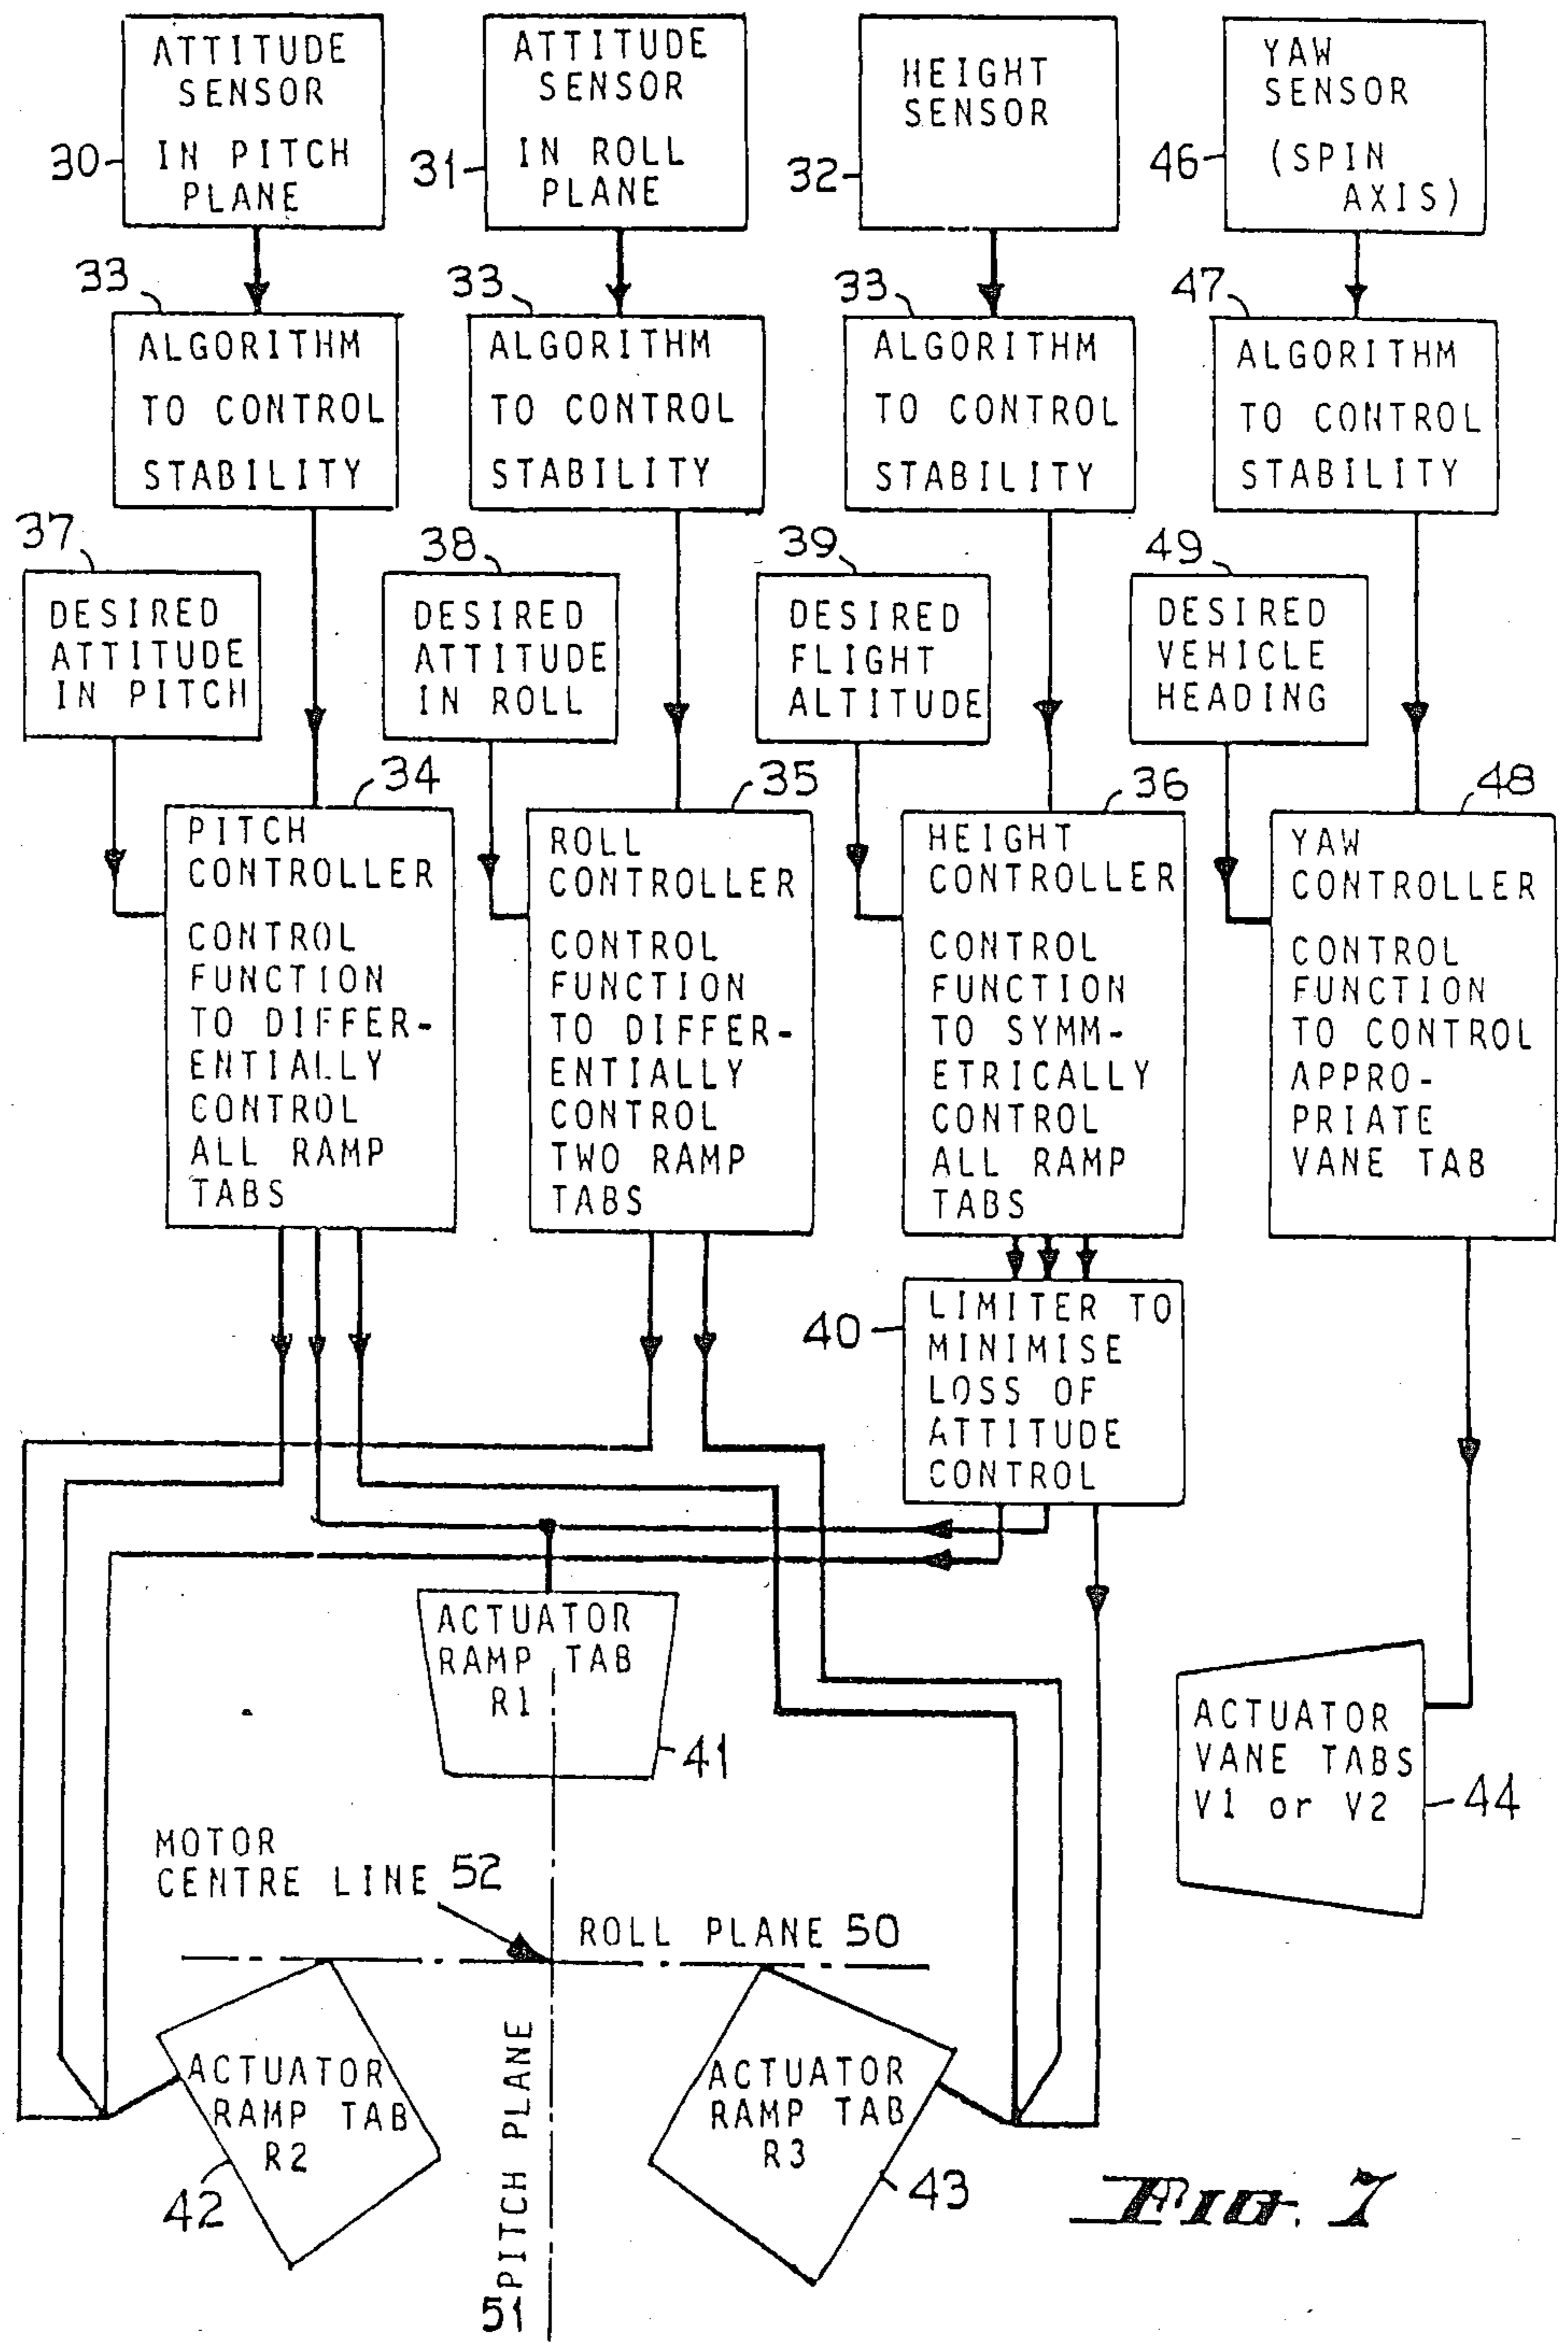 ATTITUDE
SENSOR
IN PITCH
PLANE
30
ATTITUDE
SENSOR
IN ROLL
PLANE
31
HEIGHT
SENSOR
32
YAW
SENSOR
(SPIN
AXIS)
46
33
ALGORITHM
TO CONTROL
STABILITY
33
ALGORITHM
TO CONTROL
STABILITY
33
ALGORITHM
TO CONTROL
STABILITY
47
ALGORITHM
TO CONTROL
STABILITY
37
DESIRED
ATTITUDE
IN PITCH
38
DESIRED
ATTITUDE
IN ROLL
39
DESIRED
FLIGHT
ALTITUDE
49
DESIRED
VEHICLE
HEADING
34
PITCH
CONTROLLER
CONTROL
FUNCTION
TO DIFFER-
ENTIALLY
CONTROL
ALL RAMP
TABS
35
ROLL
CONTROLLER
CONTROL
FUNCTION
TO DIFFER-
ENTIALLY
CONTROL
TWO RAMP
TABS
36
HEIGHT
CONTROLLER
CONTROL
FUNCTION
TO SYMM-
ETRICALLY
CONTROL
ALL RAMP
TABS
48
YAW
CONTROLLER
CONTROL
FUNCTION
TO CONTROL
APPRO-
PRIATE
VANE TAB
40
LIMITER TO
MINIMISE
LOSS OF
ATTITUDE
CONTROL
ACTUATOR
RAMP TAB
R1
41
ACTUATOR
VANE TABS
V1 or V2
44
MOTOR
CENTRE LINE 52
ROLL PLANE 50
ACTUATOR
RAMP TAB
R2
42
PITCH PLANE
51
ACTUATOR
RAMP TAB
R3
43
FIG. 7